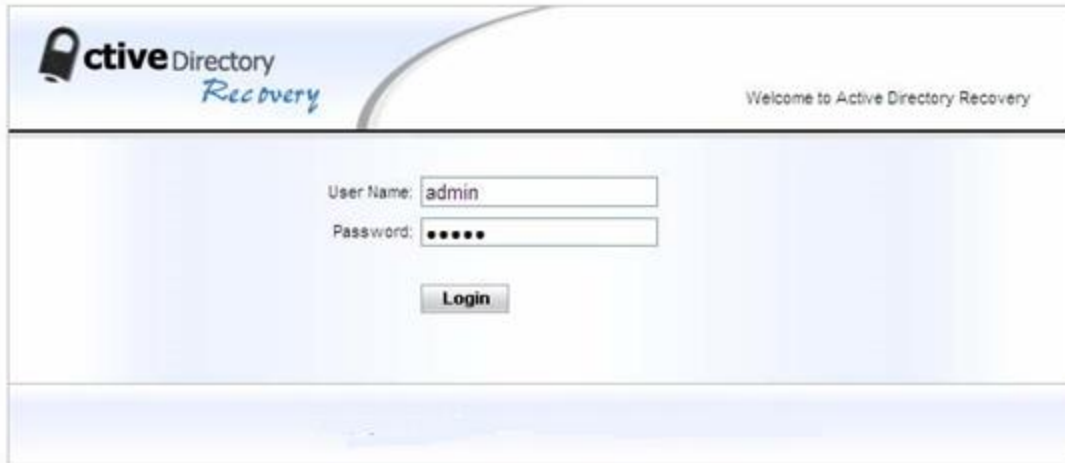 ctive Directory
Recovery
Welcome to Active Directory Recovery
User Name: admin
Password: •••••
Login